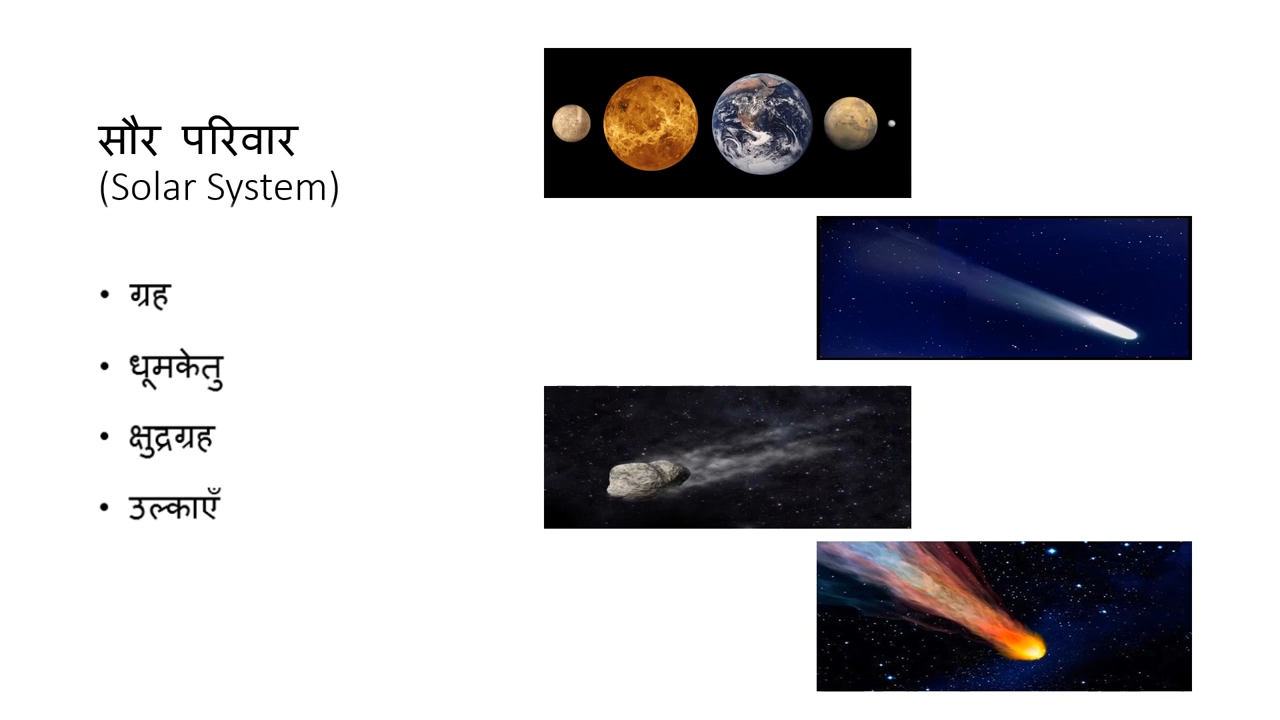 सौर परिवार
(Solar System)
• ग्रह
• धूमकेतु
• क्षुद्रग्रह
• उल्काएँ